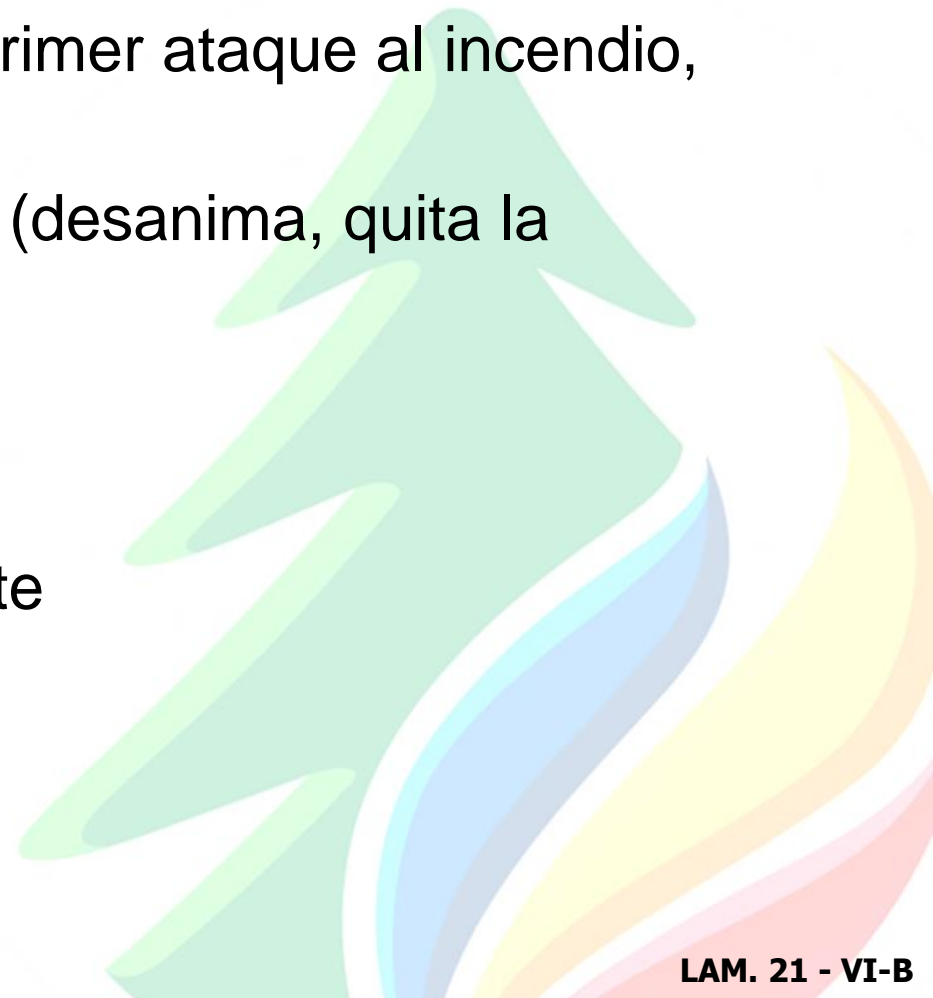 rimer ataque al incendio,
(desanima, quita la
te
LAM. 21 - VI-B